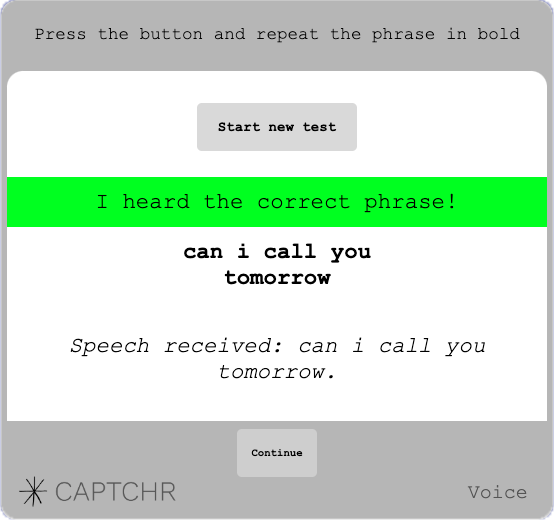 Press the button and repeat the phrase in bold
Start new test
I heard the correct phrase!
can i call you
tomorrow
Speech received: can i call you
tomorrow.
Continue
CAPTCHR
Voice